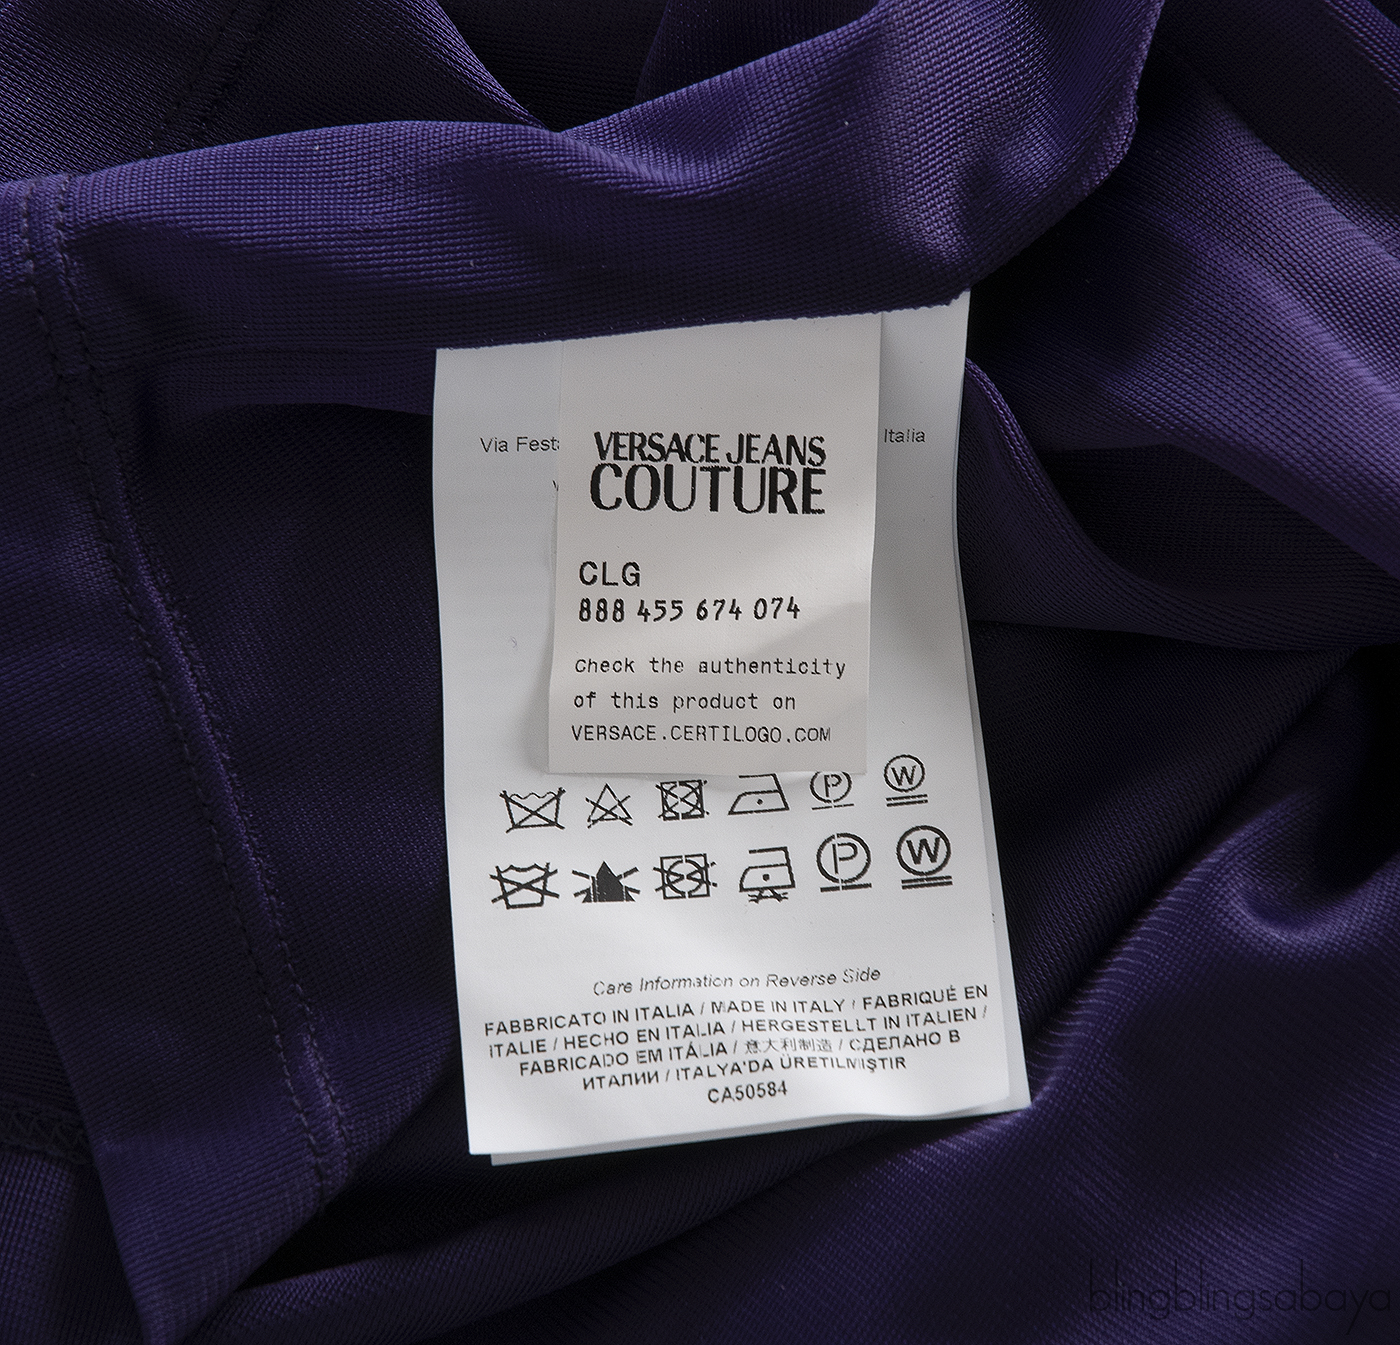 Via Festa
Italia
VERSACE JEANS
COUTURE
CLG
888 455 674 074
Check the authenticity
of this product on
VERSACE.CERTILOGO.COM
P W
P W
Care Information on Reverse Side
FABBRICATO IN ITALIA / MADE IN ITALY / FABRIQUÉ EN
ITALIE / HECHO EN ITALIA / HERGESTELLT IN ITALIEN /
FABRICADO EM ITÁLIA / 意大利制造 / СДЕЛАНО В
ИТАЛИИ / ITALYA'DA ÜRETILMIŞTIR
CA50584
blingblingsabaya